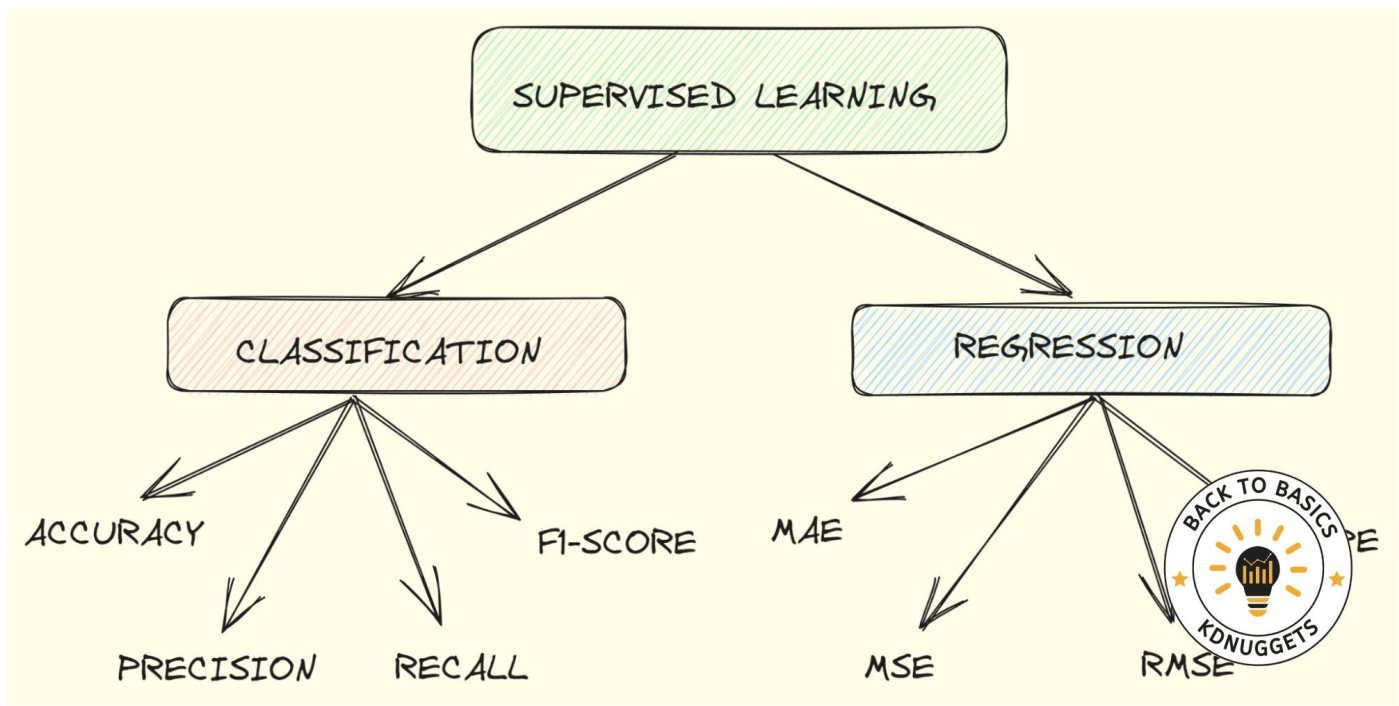 SUPERVISED LEARNING
CLASSIFICATION
REGRESSION
ACCURACY
F1-SCORE
MAE
PRECISION
RECALL
MSE
RMSE
BACK TO BASICS
KDNUGGETS